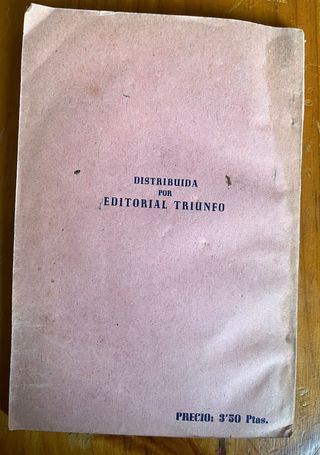 DISTRIBUIDA
POR
EDITORIAL TRIUNFO
PRECIO: 3'50 Ptas.